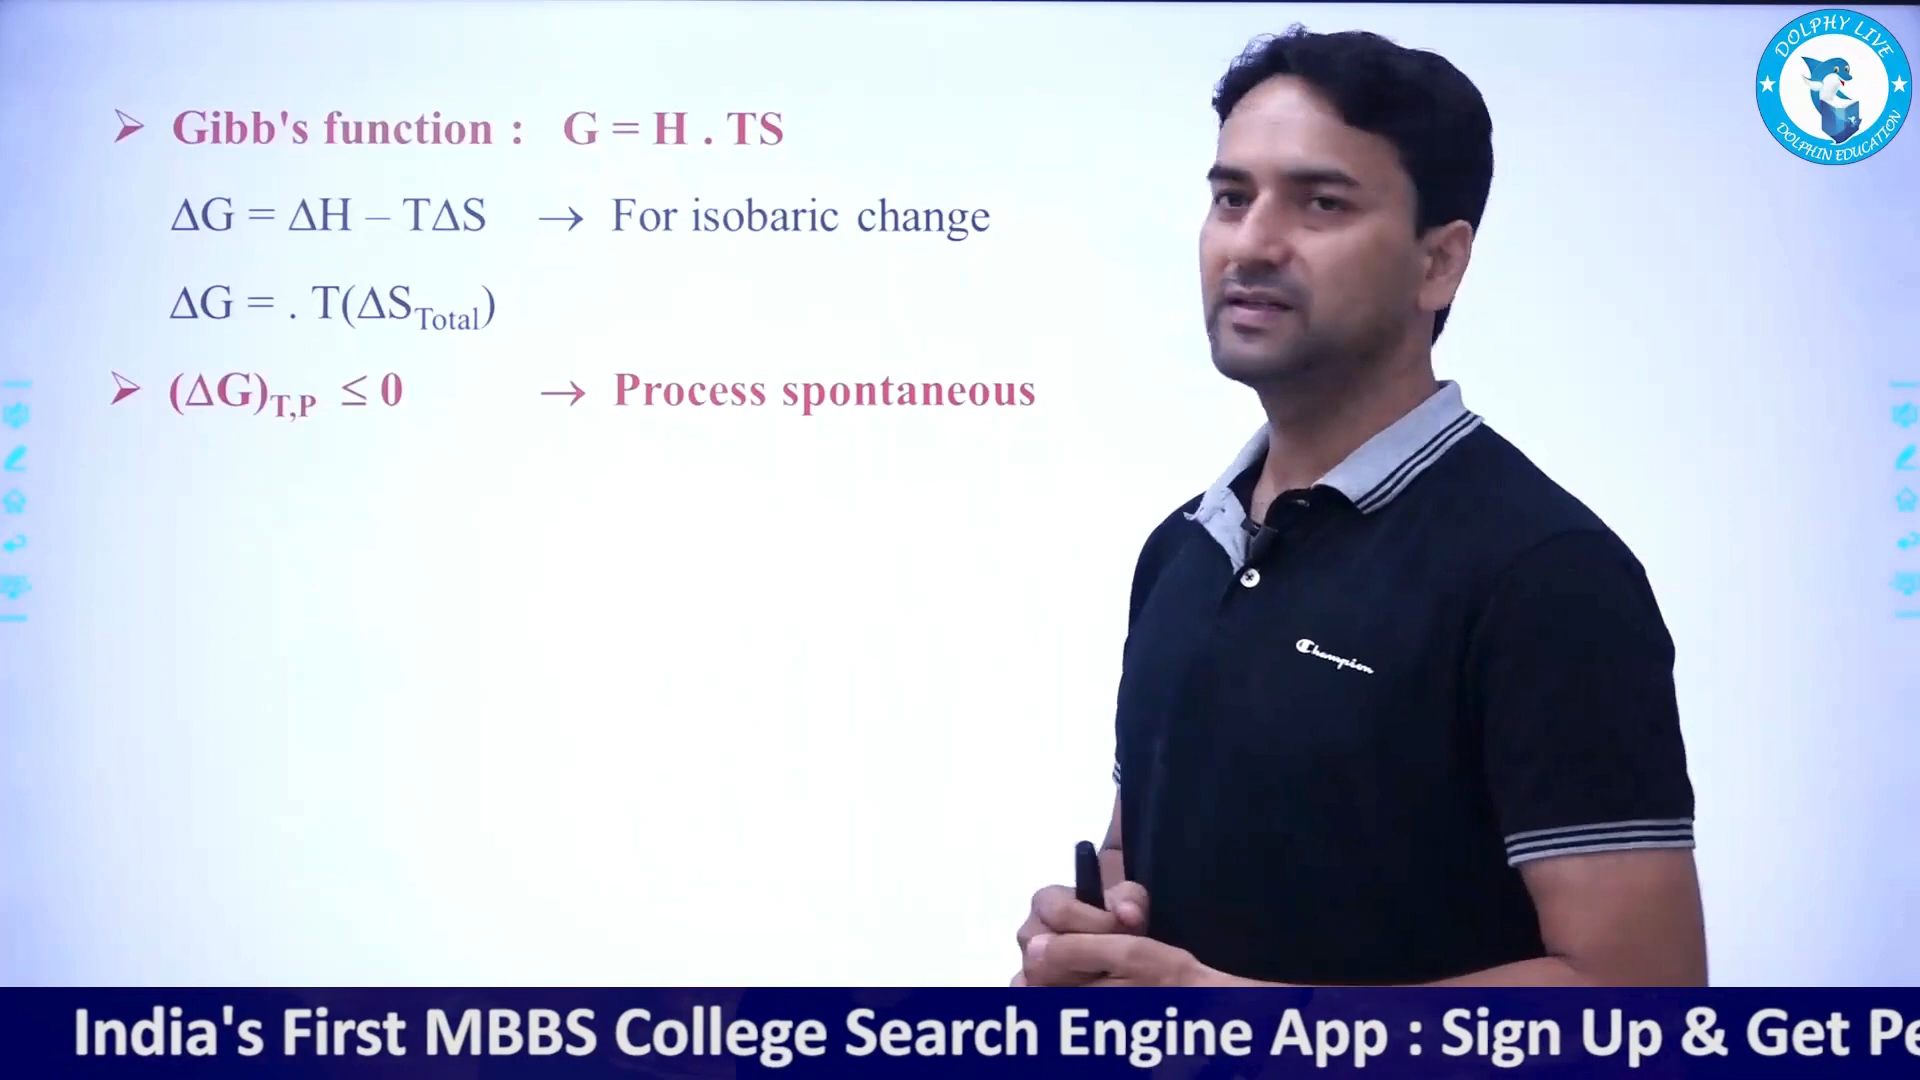 DOLPHY LIVE
DOLPHIN EDUCATION
➢ Gibb's function : G = H . TS
ΔG = ΔH – TΔS → For isobaric change
ΔG = . T(ΔS_Total)
➢ (ΔG)_T,P ≤ 0 → Process spontaneous
Champion
India's First MBBS College Search Engine App : Sign Up & Get Pe